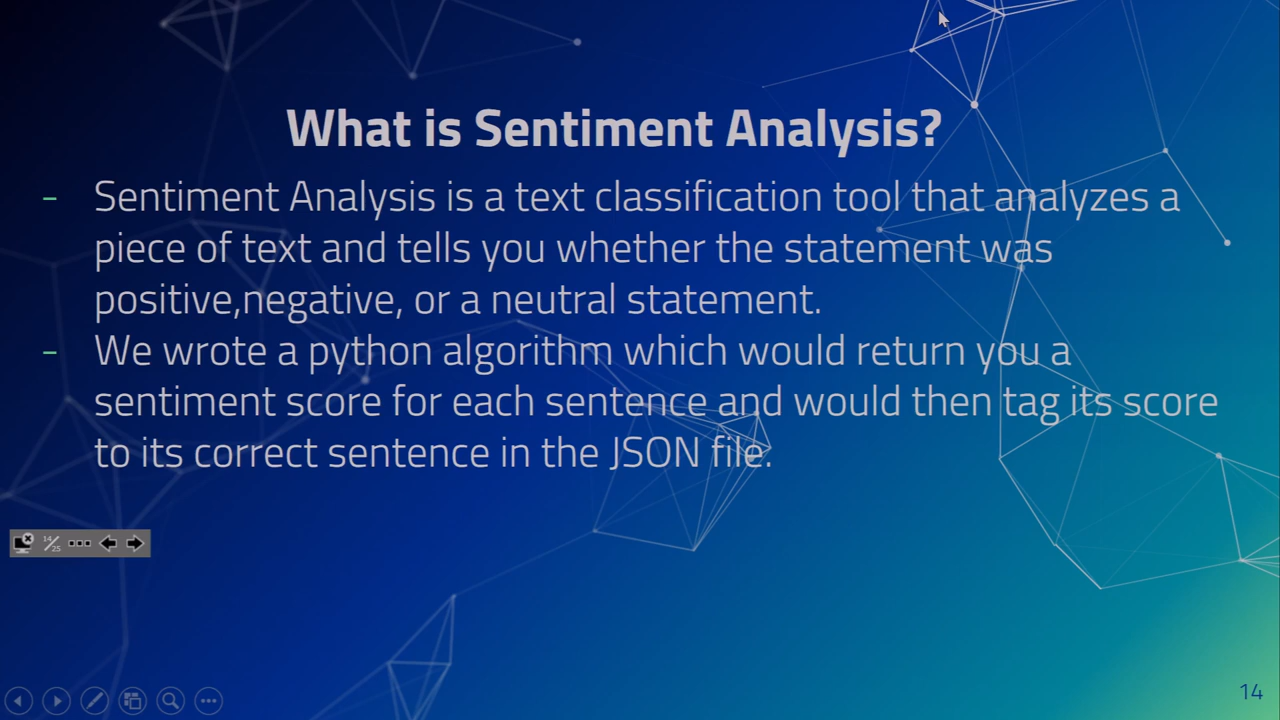 What is Sentiment Analysis?
- Sentiment Analysis is a text classification tool that analyzes a
piece of text and tells you whether the statement was
positive,negative, or a neutral statement.
- We wrote a python algorithm which would return you a
sentiment score for each sentence and would then tag its score
to its correct sentence in the JSON file.
14/25
14